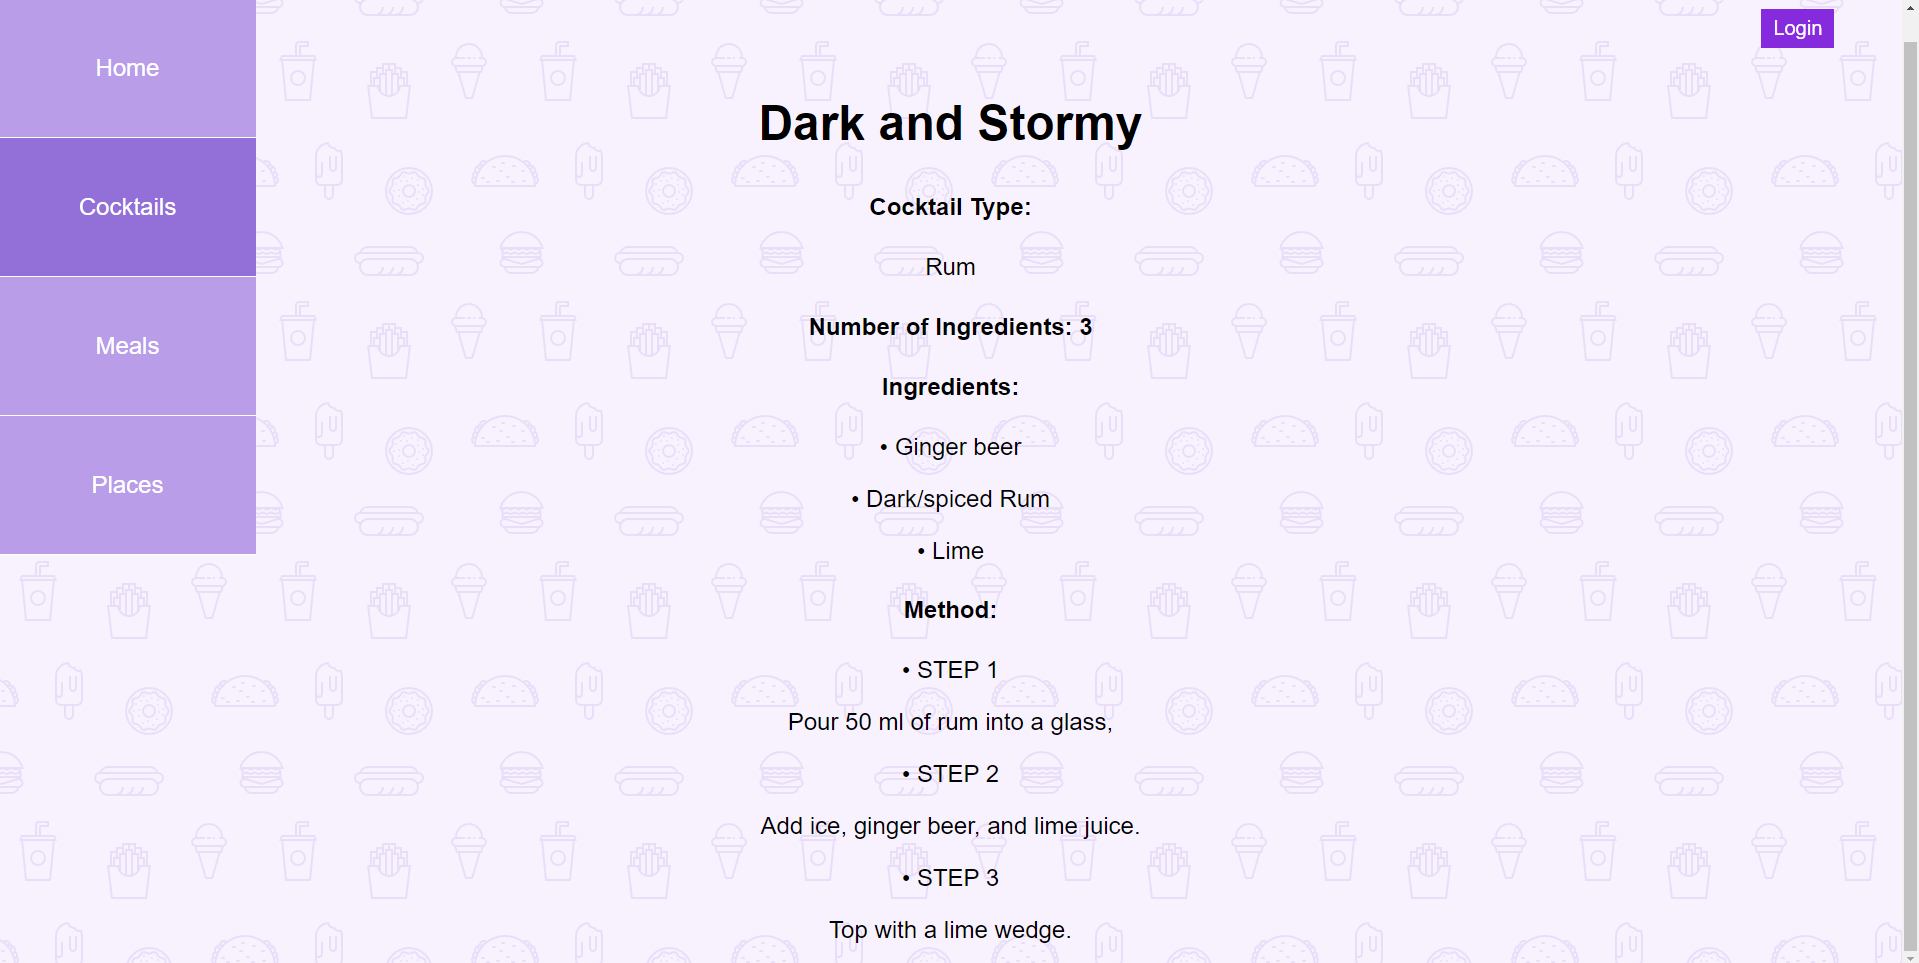 Home
Cocktails
Meals
Places
Login
Dark and Stormy
Cocktail Type:
Rum
Number of Ingredients: 3
Ingredients:
• Ginger beer
• Dark/spiced Rum
• Lime
Method:
• STEP 1
Pour 50 ml of rum into a glass,
• STEP 2
Add ice, ginger beer, and lime juice.
• STEP 3
Top with a lime wedge.